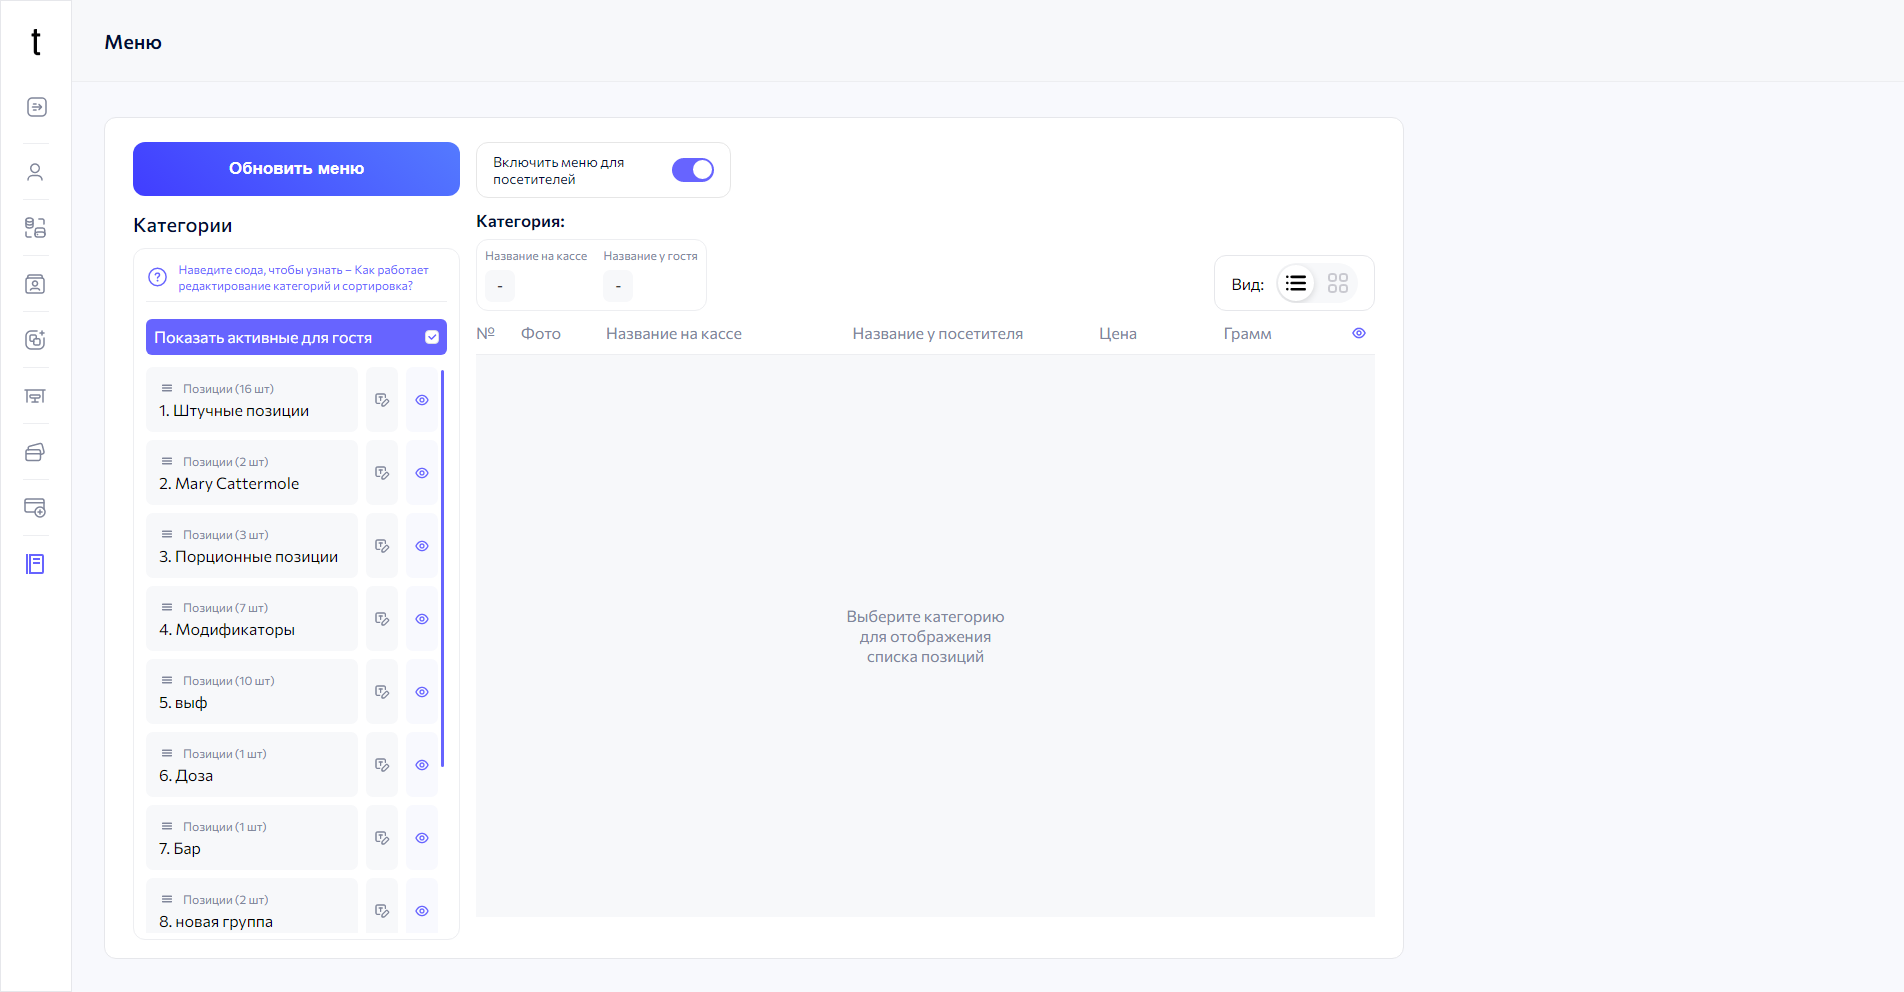 t
Меню
Обновить меню
Включить меню для
посетителей
Категории
Наведите сюда, чтобы узнать – Как работает
редактирование категорий и сортировка?
Показать активные для гостя
Позиции (16 шт)
1. Штучные позиции
Позиции (2 шт)
2. Mary Cattermole
Позиции (3 шт)
3. Порционные позиции
Позиции (7 шт)
4. Модификаторы
Позиции (10 шт)
5. выф
Позиции (1 шт)
6. Доза
Позиции (1 шт)
7. Бар
Позиции (2 шт)
8. новая группа
Категория:
Название на кассе Название у гостя
- -
Вид:
№ Фото Название на кассе Название у посетителя Цена Грамм
Выберите категорию
для отображения
списка позиций